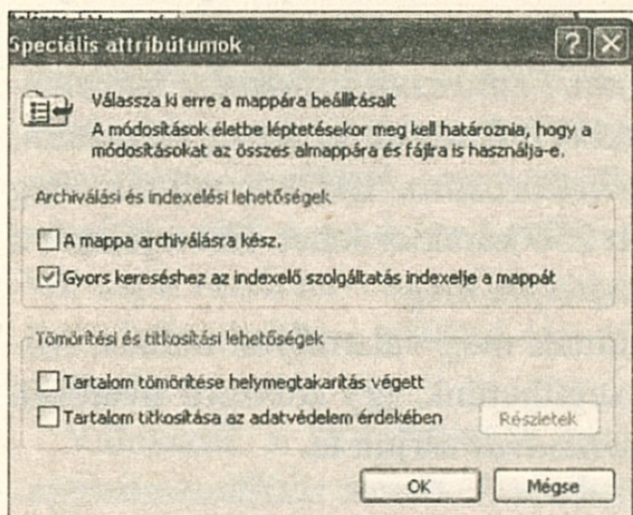 Speciális attribútumok
Válassza ki erre a mappára beállításait
A módosítások életbe léptetésekor meg kell határoznia, hogy a
módosításokat az összes almappára és fájlra is használja-e.
Archiválási és indexelési lehetőségek
A mappa archiválásra kész.
Gyors kereséshez az indexelő szolgáltatás indexelje a mappát
Tömörítési és titkosítási lehetőségek
Tartalom tömörítése helymegtakarítás végett
Tartalom titkosítása az adatvédelem érdekében
Részletek
OK
Mégse